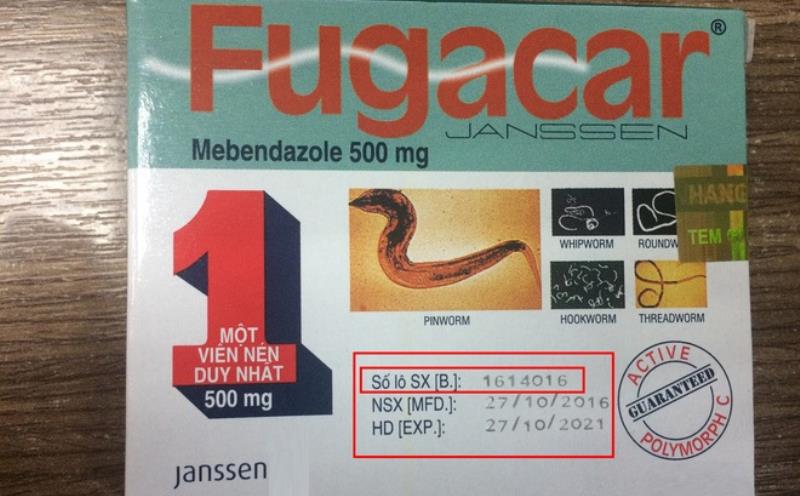 Fugacar®
JANSSEN
Mebendazole 500 mg
1
MỘT
VIÊN NÉN
DUY NHẤT
500 mg
PINWORM
WHIPWORM
HOOKWORM
THREADWORM
HANG
TEM
Số lô SX [B.]: 1614016
NSX [MFD.]: 27/10/2016
HD [EXP.]: 27/10/2021
ACTIVE
GUARANTEED
POLYMORPH C
janssen